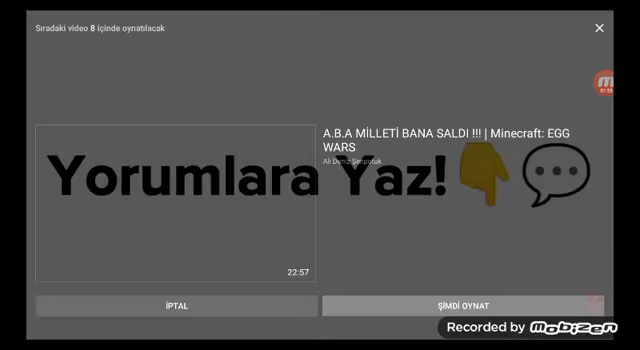 Sıradaki video 8 içinde oynatılacak
A.B.A MİLLETİ BANA SALDI !!! | Minecraft: EGG
WARS
Ali Deniz Şenpotuk
Yorumlara Yaz!
22:57
İPTAL
ŞİMDİ OYNAT
Recorded by Mobizen